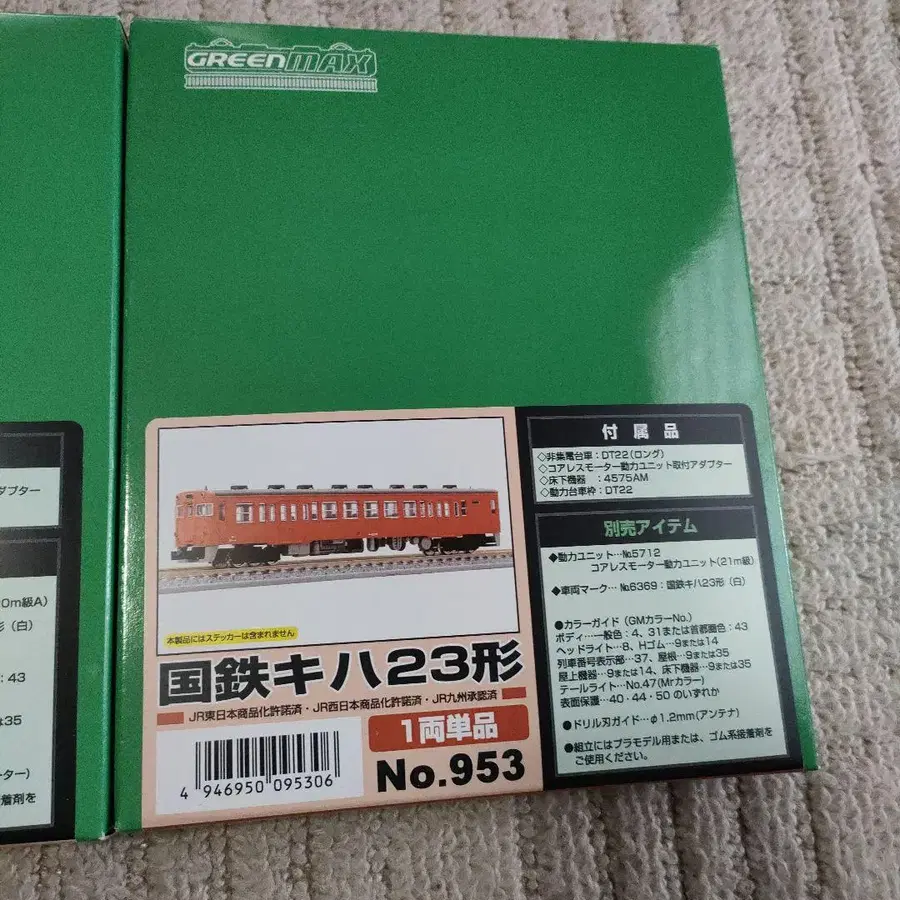 GREENMAX
ダプター
0m級A)
形（白）
：43
は35
ーター)
着剤を
本製品にはステッカーは含まれません
国鉄キハ23形
JR東日本商品化許諾済・JR西日本商品化許諾済・JR九州承認済
1両単品
4 946950 095306
No.953
付属品
◇非集電台車：DT22(ロング)
◇コアレスモーター動力ユニット取付アダプター
◇床下機器　：4575AM
◇動力台車枠：DT22
別売アイテム
◆動力ユニット…No.5712
コアレスモーター動力ユニット(21m級)
◆車両マーク…No.6369：国鉄キハ23形（白）
●カラーガイド（GMカラーNo.）
ボディ…一般色：4、31または首都圏色：43
ヘッドライト…8、Hゴム…9または14
列車番号表示部…37、屋根…9または35
屋上機器…9または14、床下機器…9または35
テールライト…No.47(Mrカラー)
表面保護…40・44・50 のいずれか
●ドリル刃ガイド…φ1.2mm(アンテナ)
●組立にはプラモデル用または、ゴム系接着剤を
ご使用ください。